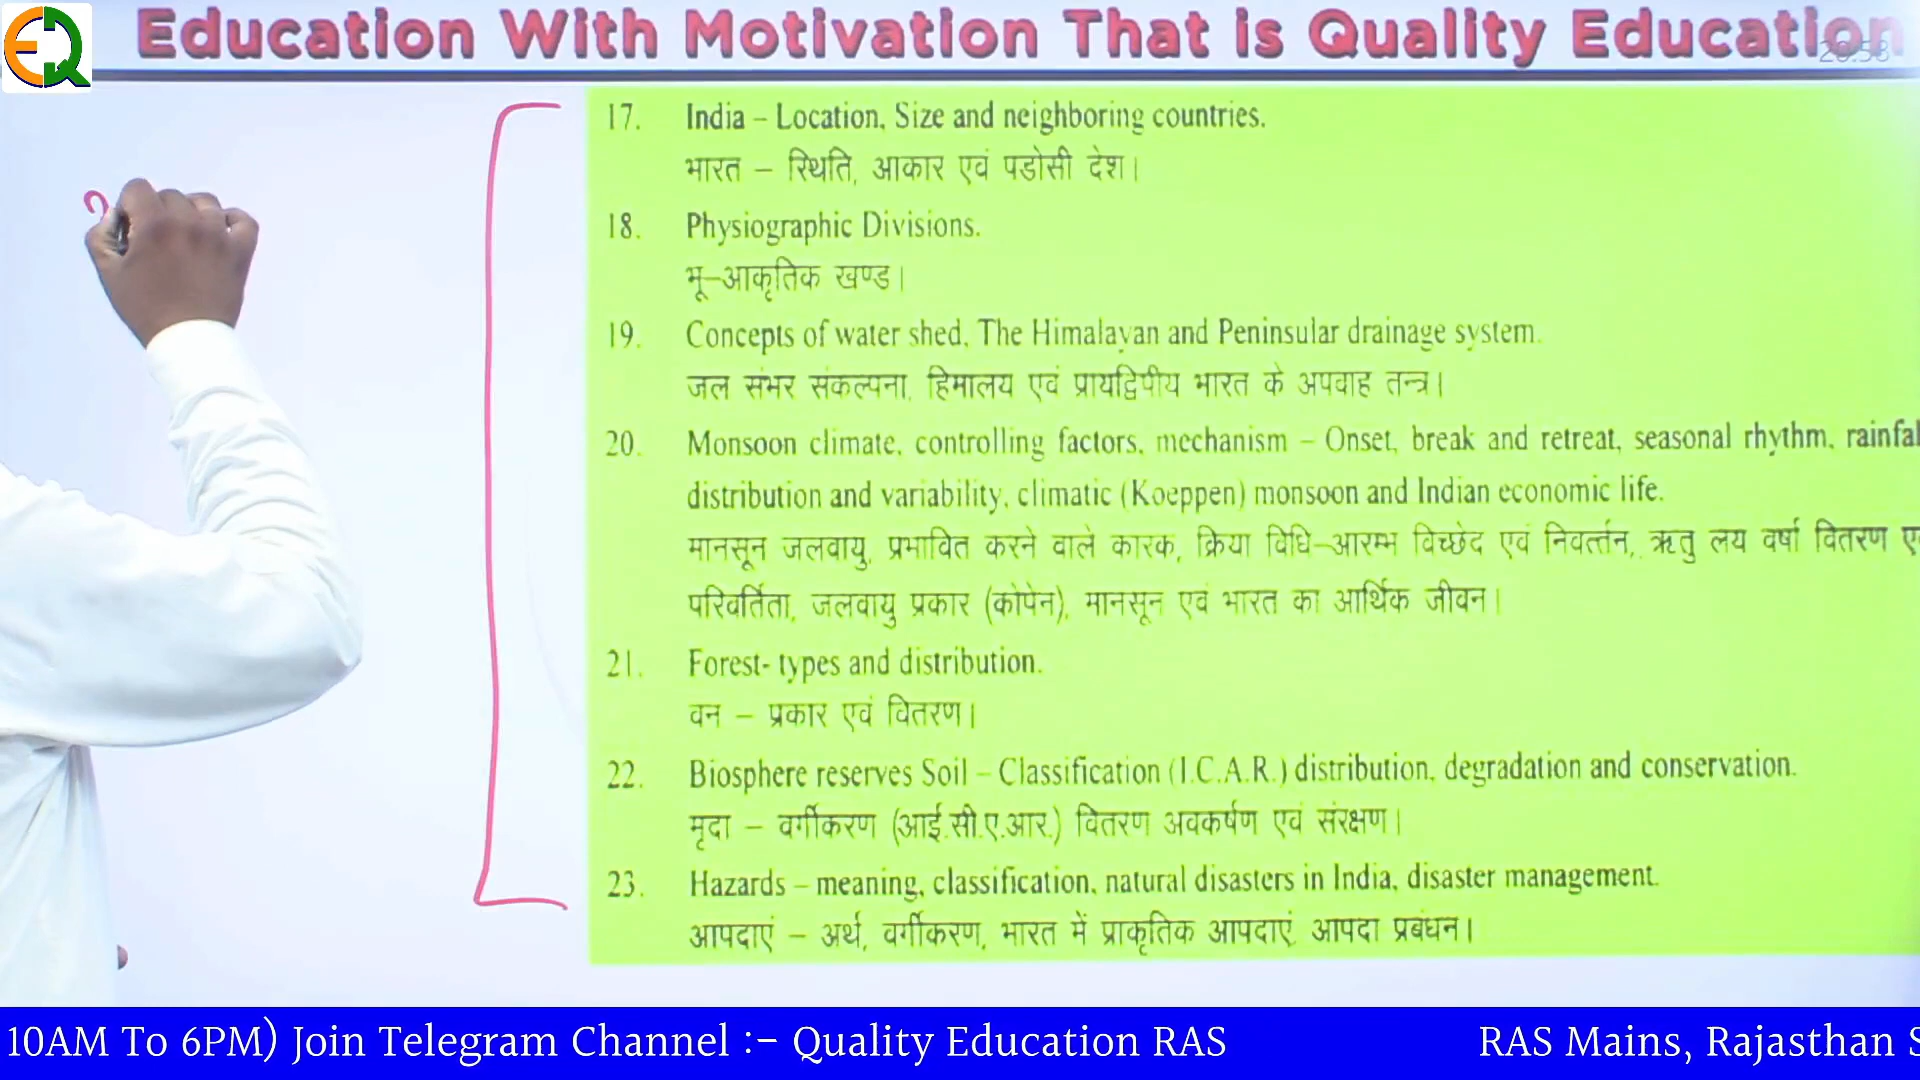 EQ
Education With Motivation That is Quality Education
20:58
17. India – Location, Size and neighboring countries.
भारत – स्थिति, आकार एवं पडोसी देश।
18. Physiographic Divisions.
भू–आकृतिक खण्ड।
19. Concepts of water shed, The Himalayan and Peninsular drainage system.
जल संभर संकल्पना, हिमालय एवं प्रायद्विपीय भारत के अपवाह तन्त्र।
20. Monsoon climate, controlling factors, mechanism – Onset, break and retreat, seasonal rhythm, rainfal
distribution and variability, climatic (Koeppen) monsoon and Indian economic life.
मानसून जलवायु, प्रभावित करने वाले कारक, क्रिया विधि–आरम्भ विच्छेद एवं निवर्त्तन, ऋतु लय वर्षा वितरण ए
परिवर्तिता, जलवायु प्रकार (कोपेन), मानसून एवं भारत का आर्थिक जीवन।
21. Forest- types and distribution.
वन – प्रकार एवं वितरण।
22. Biosphere reserves Soil – Classification (I.C.A.R.) distribution, degradation and conservation.
मृदा – वर्गीकरण (आई.सी.ए.आर.) वितरण अवकर्षण एवं संरक्षण।
23. Hazards – meaning, classification, natural disasters in India, disaster management.
आपदाएं – अर्थ, वर्गीकरण, भारत में प्राकृतिक आपदाएं, आपदा प्रबंधन।
10AM To 6PM) Join Telegram Channel :- Quality Education RAS RAS Mains, Rajasthan S